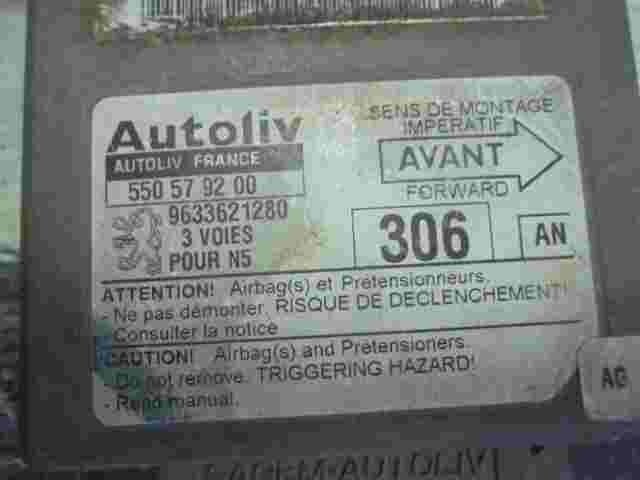 Autoliv
AUTOLIV FRANCE
550 57 92 00
9633621280
3 VOIES
POUR N5
SENS DE MONTAGE
IMPERATIF
AVANT
FORWARD
306
AN
ATTENTION! Airbag(s) et Prétensionneurs.
- Ne pas démonter. RISQUE DE DECLENCHEMENT!
- Consulter la notice
CAUTION! Airbag(s) and Pretensioners.
- Do not remove. TRIGGERING HAZARD!
- Read manual.
AG
SAGEM-AUTOLIV